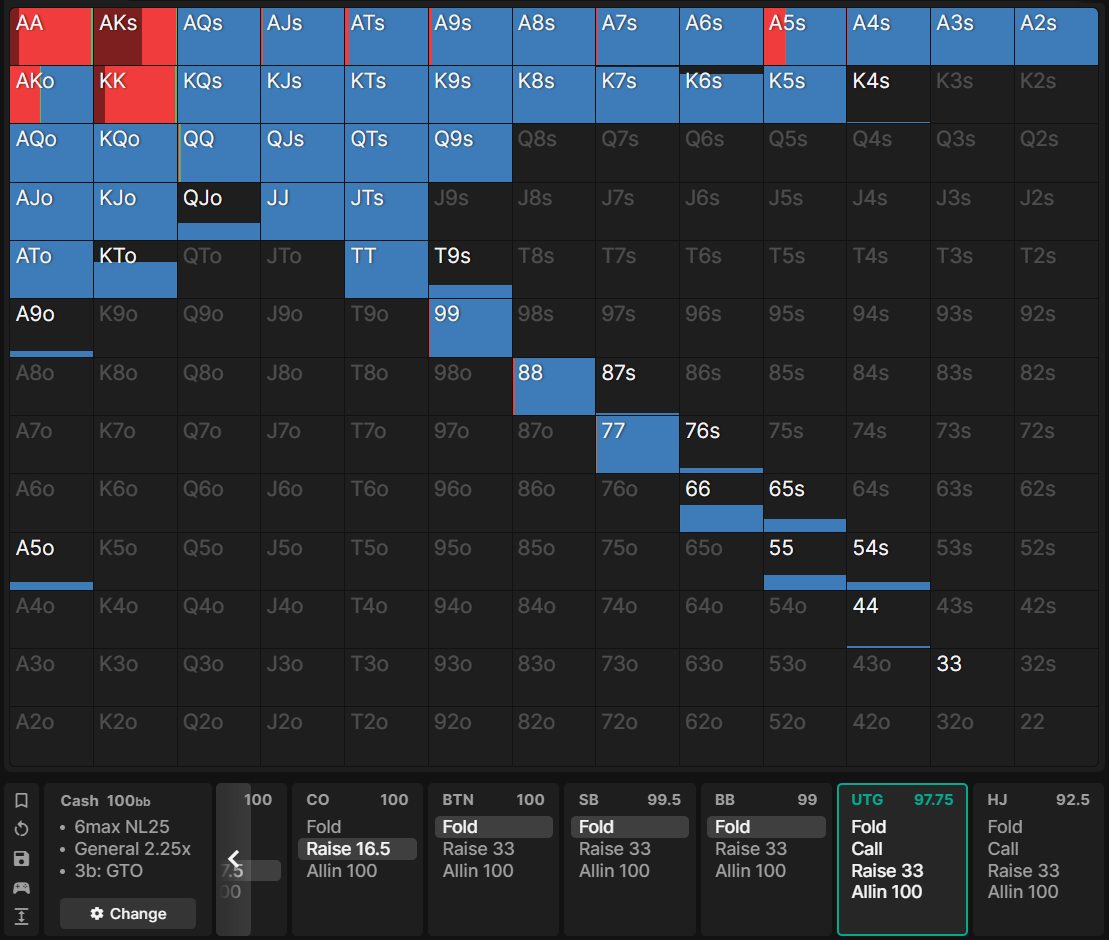 AA AKs AQs AJs ATs A9s A8s A7s A6s A5s A4s A3s A2s
AKo KK KQs KJs KTs K9s K8s K7s K6s K5s K4s K3s K2s
AQo KQo QQ QJs QTs Q9s Q8s Q7s Q6s Q5s Q4s Q3s Q2s
AJo KJo QJo JJ JTs J9s J8s J7s J6s J5s J4s J3s J2s
ATo KTo QTo JTo TT T9s T8s T7s T6s T5s T4s T3s T2s
A9o K9o Q9o J9o T9o 99 98s 97s 96s 95s 94s 93s 92s
A8o K8o Q8o J8o T8o 98o 88 87s 86s 85s 84s 83s 82s
A7o K7o Q7o J7o T7o 97o 87o 77 76s 75s 74s 73s 72s
A6o K6o Q6o J6o T6o 96o 86o 76o 66 65s 64s 63s 62s
A5o K5o Q5o J5o T5o 95o 85o 75o 65o 55 54s 53s 52s
A4o K4o Q4o J4o T4o 94o 84o 74o 64o 54o 44 43s 42s
A3o K3o Q3o J3o T3o 93o 83o 73o 63o 53o 43o 33 32s
A2o K2o Q2o J2o T2o 92o 82o 72o 62o 52o 42o 32o 22
Cash 100bb
• 6max NL25
• General 2.25x
• 3b: GTO
Change
100
7.5
00
CO 100
Fold
Raise 16.5
Allin 100
BTN 100
Fold
Raise 33
Allin 100
SB 99.5
Fold
Raise 33
Allin 100
BB 99
Fold
Raise 33
Allin 100
UTG 97.75
Fold
Call
Raise 33
Allin 100
HJ 92.5
Fold
Call
Raise 33
Allin 100